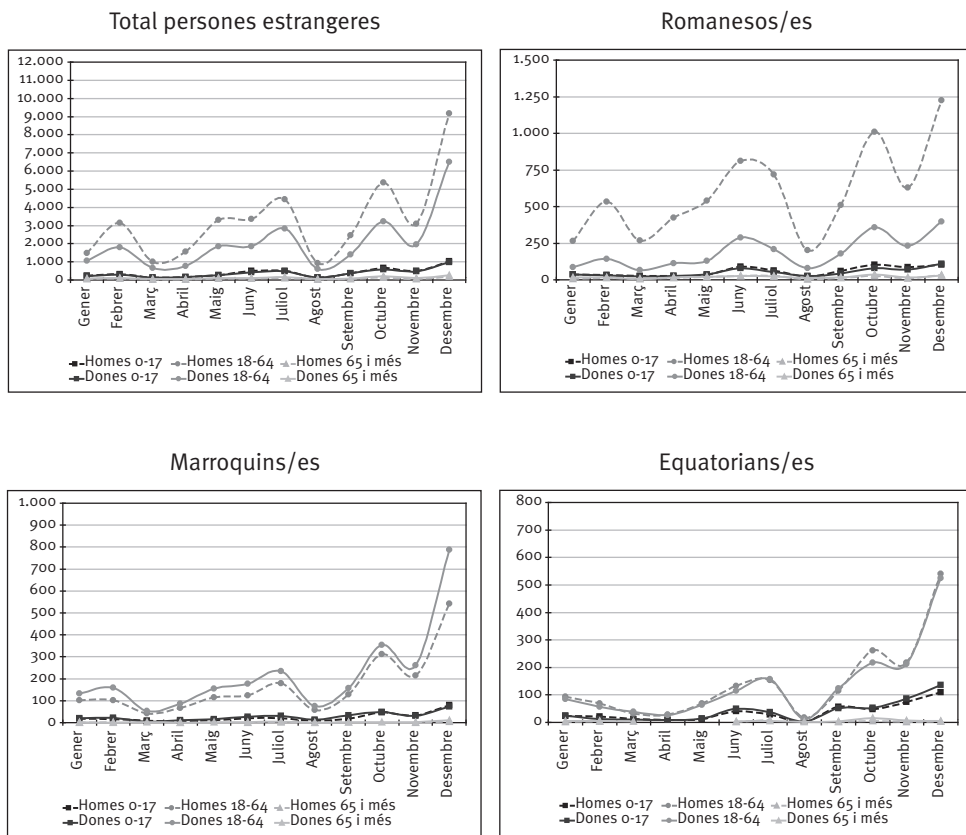 Total persones estrangeres
12.000
11.000
10.000
9.000
8.000
7.000
6.000
5.000
4.000
3.000
2.000
1.000
0
Gener
Febrer
Març
Abril
Maig
Juny
Juliol
Agost
Setembre
Octubre
Novembre
Desembre
Homes 0-17 Homes 18-64 Homes 65 i més
Dones 0-17 Dones 18-64 Dones 65 i més
Romanesos/es
1.500
1.250
1.000
750
500
250
0
Gener
Febrer
Març
Abril
Maig
Juny
Juliol
Agost
Setembre
Octubre
Novembre
Desembre
Homes 0-17 Homes 18-64 Homes 65 i més
Dones 0-17 Dones 18-64 Dones 65 i més
Marroquins/es
1.000
900
800
700
600
500
400
300
200
100
0
Gener
Febrer
Març
Abril
Maig
Juny
Juliol
Agost
Setembre
Octubre
Novembre
Desembre
Homes 0-17 Homes 18-64 Homes 65 i més
Dones 0-17 Dones 18-64 Dones 65 i més
Equatorians/es
800
700
600
500
400
300
200
100
0
Gener
Febrer
Març
Abril
Maig
Juny
Juliol
Agost
Setembre
Octubre
Novembre
Desembre
Homes 0-17 Homes 18-64 Homes 65 i més
Dones 0-17 Dones 18-64 Dones 65 i més